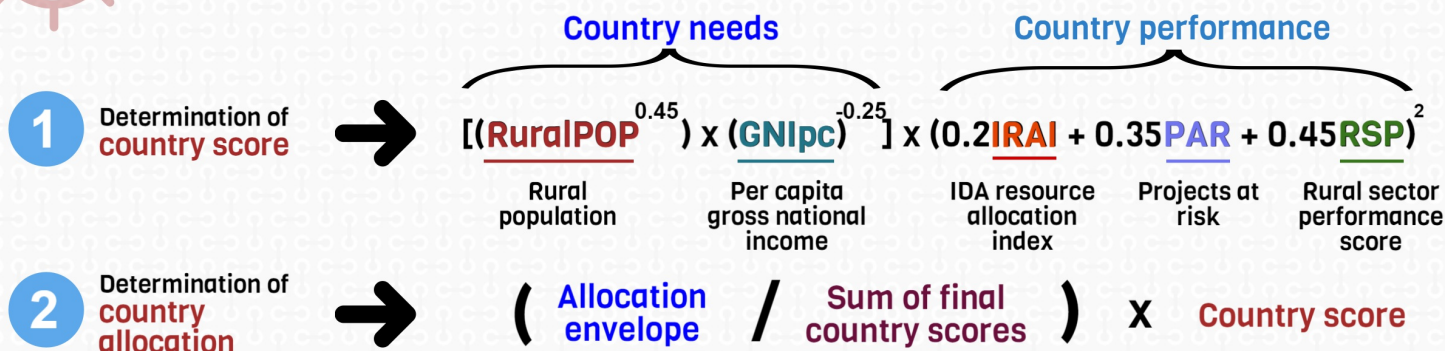 Country needs
Country performance
1
Determination of
country score
[(RuralPOP^0.45) x (GNIpc)^-0.25] x (0.2IRAI + 0.35PAR + 0.45RSP)^2
Rural
population
Per capita
gross national
income
IDA resource
allocation
index
Projects at
risk
Rural sector
performance
score
2
Determination of
country
allocation
( Allocation
envelope
/
Sum of final
country scores
)
x
Country score